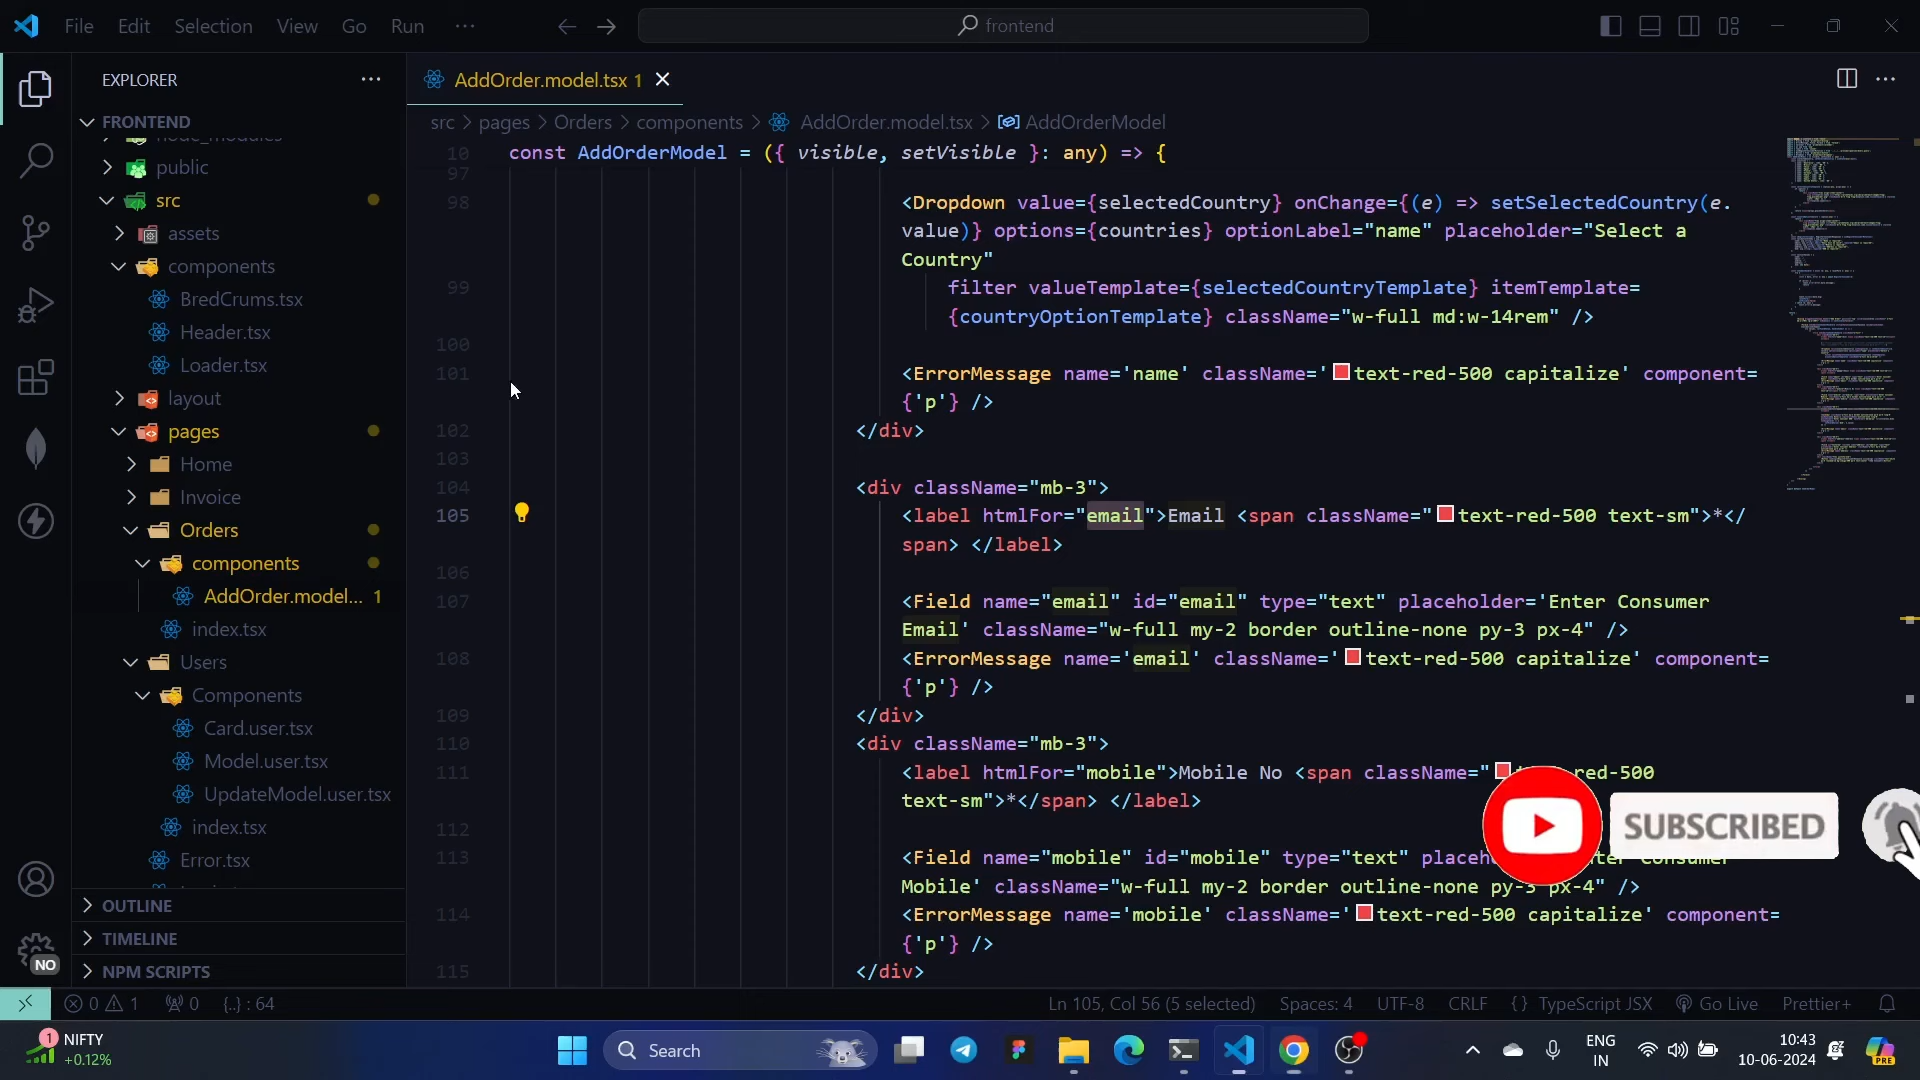 File Edit Selection View Go Run ···
frontend
EXPLORER ···
AddOrder.model.tsx 1
FRONTEND
node_modules
public
src
assets
components
BredCrums.tsx
Header.tsx
Loader.tsx
layout
pages
Home
Invoice
Orders
components
AddOrder.model... 1
index.tsx
Users
Components
Card.user.tsx
Model.user.tsx
UpdateModel.user.tsx
index.tsx
Error.tsx
OUTLINE
TIMELINE
NPM SCRIPTS
NO
src > pages > Orders > components > AddOrder.model.tsx > AddOrderModel
10 const AddOrderModel = ({ visible, setVisible }: any) => {
97
98 <Dropdown value={selectedCountry} onChange={(e) => setSelectedCountry(e.
value)} options={countries} optionLabel="name" placeholder="Select a
Country"
99 filter valueTemplate={selectedCountryTemplate} itemTemplate=
{countryOptionTemplate} className="w-full md:w-14rem" />
100
101 <ErrorMessage name='name' className='text-red-500 capitalize' component=
{'p'} />
102 </div>
103
104 <div className="mb-3">
105 <label htmlFor="email">Email <span className="text-red-500 text-sm">*</
span> </label>
106
107 <Field name="email" id="email" type="text" placeholder='Enter Consumer
Email' className="w-full my-2 border outline-none py-3 px-4" />
108 <ErrorMessage name='email' className='text-red-500 capitalize' component=
{'p'} />
109 </div>
110 <div className="mb-3">
111 <label htmlFor="mobile">Mobile No <span className="text-red-500
text-sm">*</span> </label>
112
113 <Field name="mobile" id="mobile" type="text" placeh Consumer
Mobile' className="w-full my-2 border outline-none py-3 px-4" />
114 <ErrorMessage name='mobile' className='text-red-500 capitalize' component=
{'p'} />
115 </div>
SUBSCRIBED
0 1 0 {..} : 64 Ln 105, Col 56 (5 selected) Spaces: 4 UTF-8 CRLF {} TypeScript JSX Go Live Prettier+
1 NIFTY
+0.12%
Search
ENG
IN
10:43
10-06-2024
PRE